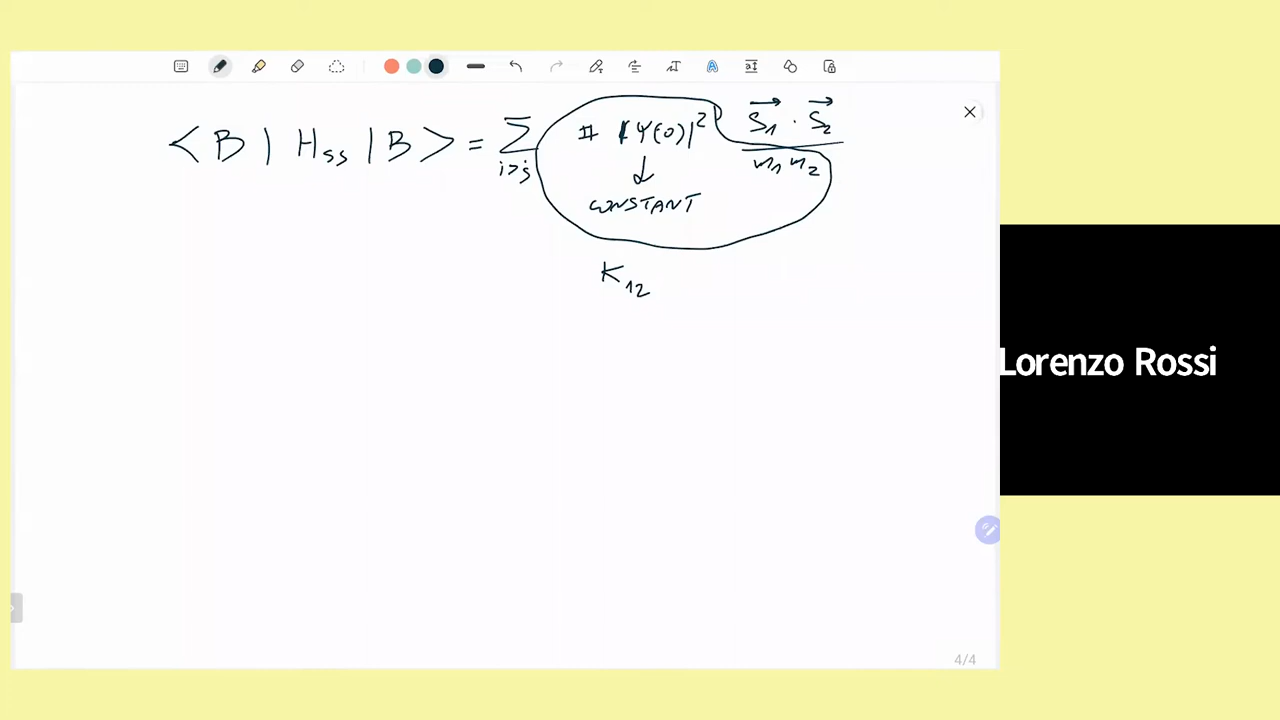 < B | Hss | B > = Σ i>j # |Ψ(0)|² S₁ · S₂ / m₁ m₂
↓
CONSTANT
K₁₂
Lorenzo Rossi
4/4